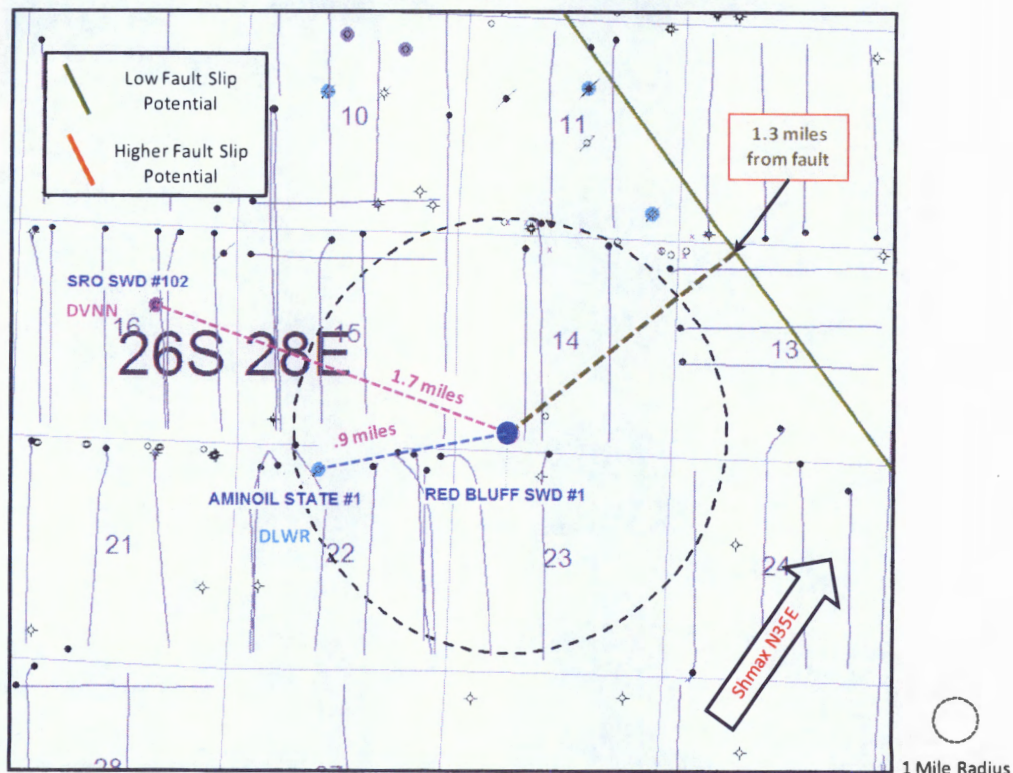 Low Fault Slip
Potential
Higher Fault Slip
Potential
10
11
1.3 miles
from fault
SRO SWD #102
DVNN
16
15
14
13
26S 28E
1.7 miles
.9 miles
AMINOIL STATE #1
RED BLUFF SWD #1
DLWR
21
22
23
24
Shmax N35E
28
27
1 Mile Radius